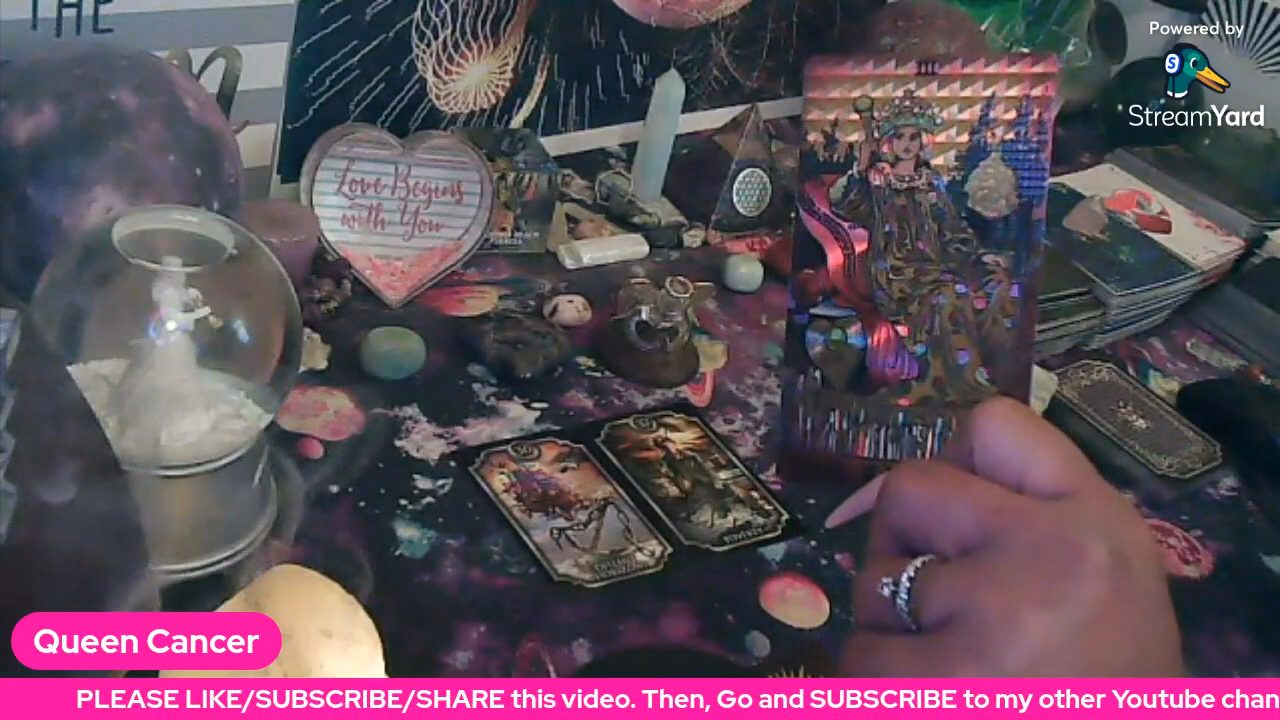 THE
Powered by
StreamYard
III
Love Begins
with You
Queen Cancer
PLEASE LIKE/SUBSCRIBE/SHARE this video. Then, Go and SUBSCRIBE to my other Youtube chan